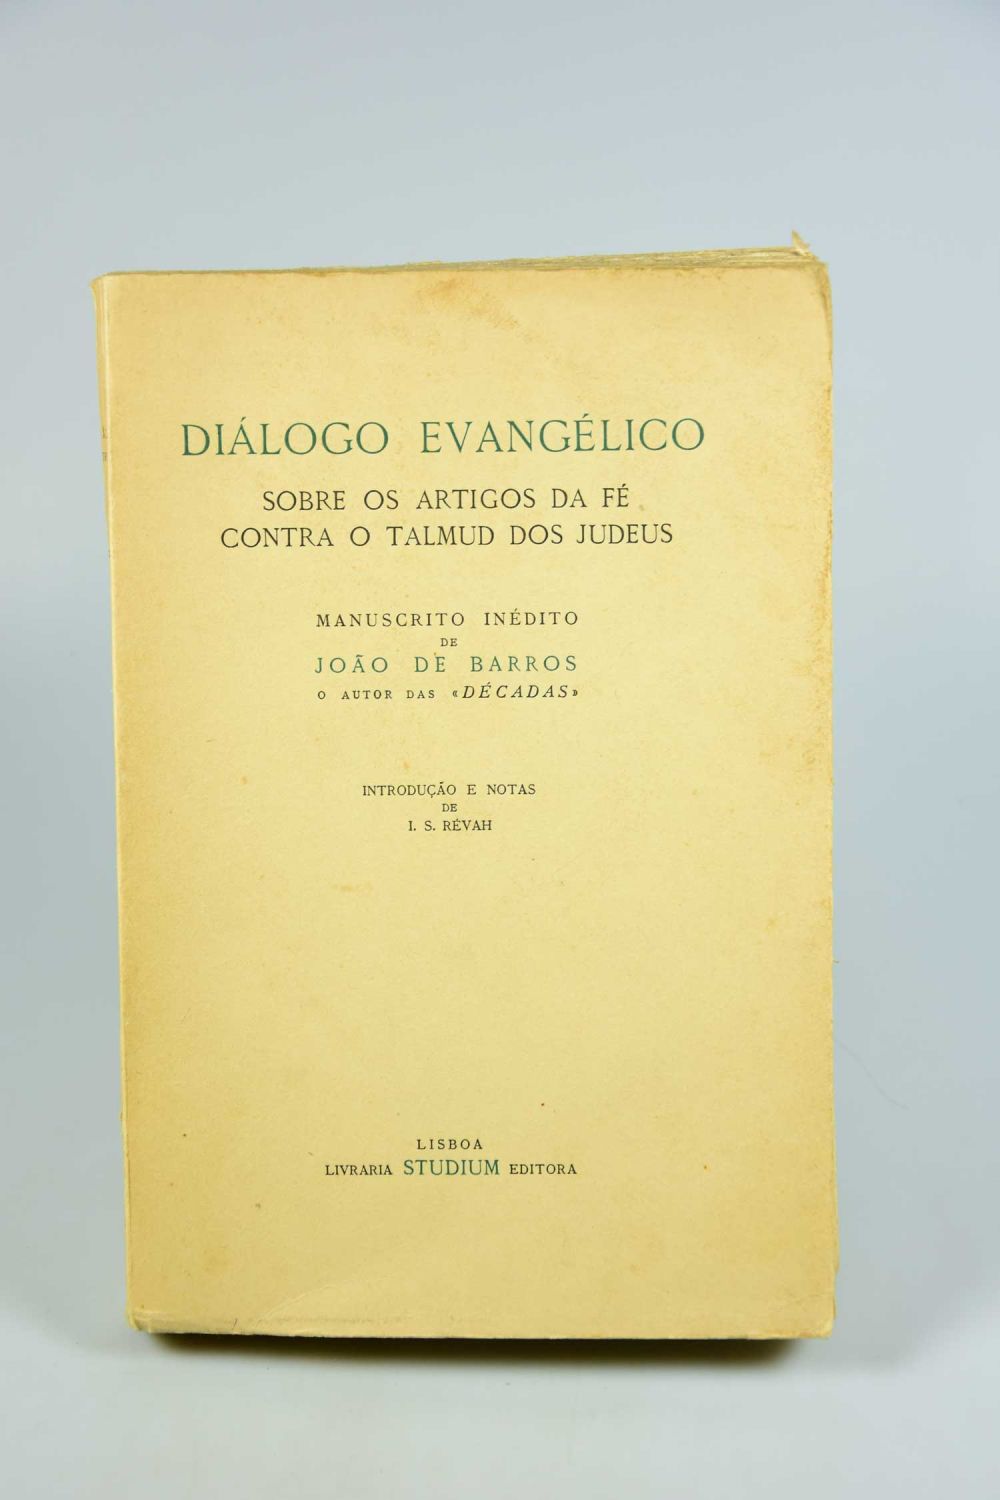 DIÁLOGO EVANGÉLICO
SOBRE OS ARTIGOS DA FÉ
CONTRA O TALMUD DOS JUDEUS
MANUSCRITO INÉDITO
DE
JOÃO DE BARROS
O AUTOR DAS «DÉCADAS»
INTRODUÇÃO E NOTAS
DE
I. S. RÉVAH
LISBOA
LIVRARIA STUDIUM EDITORA